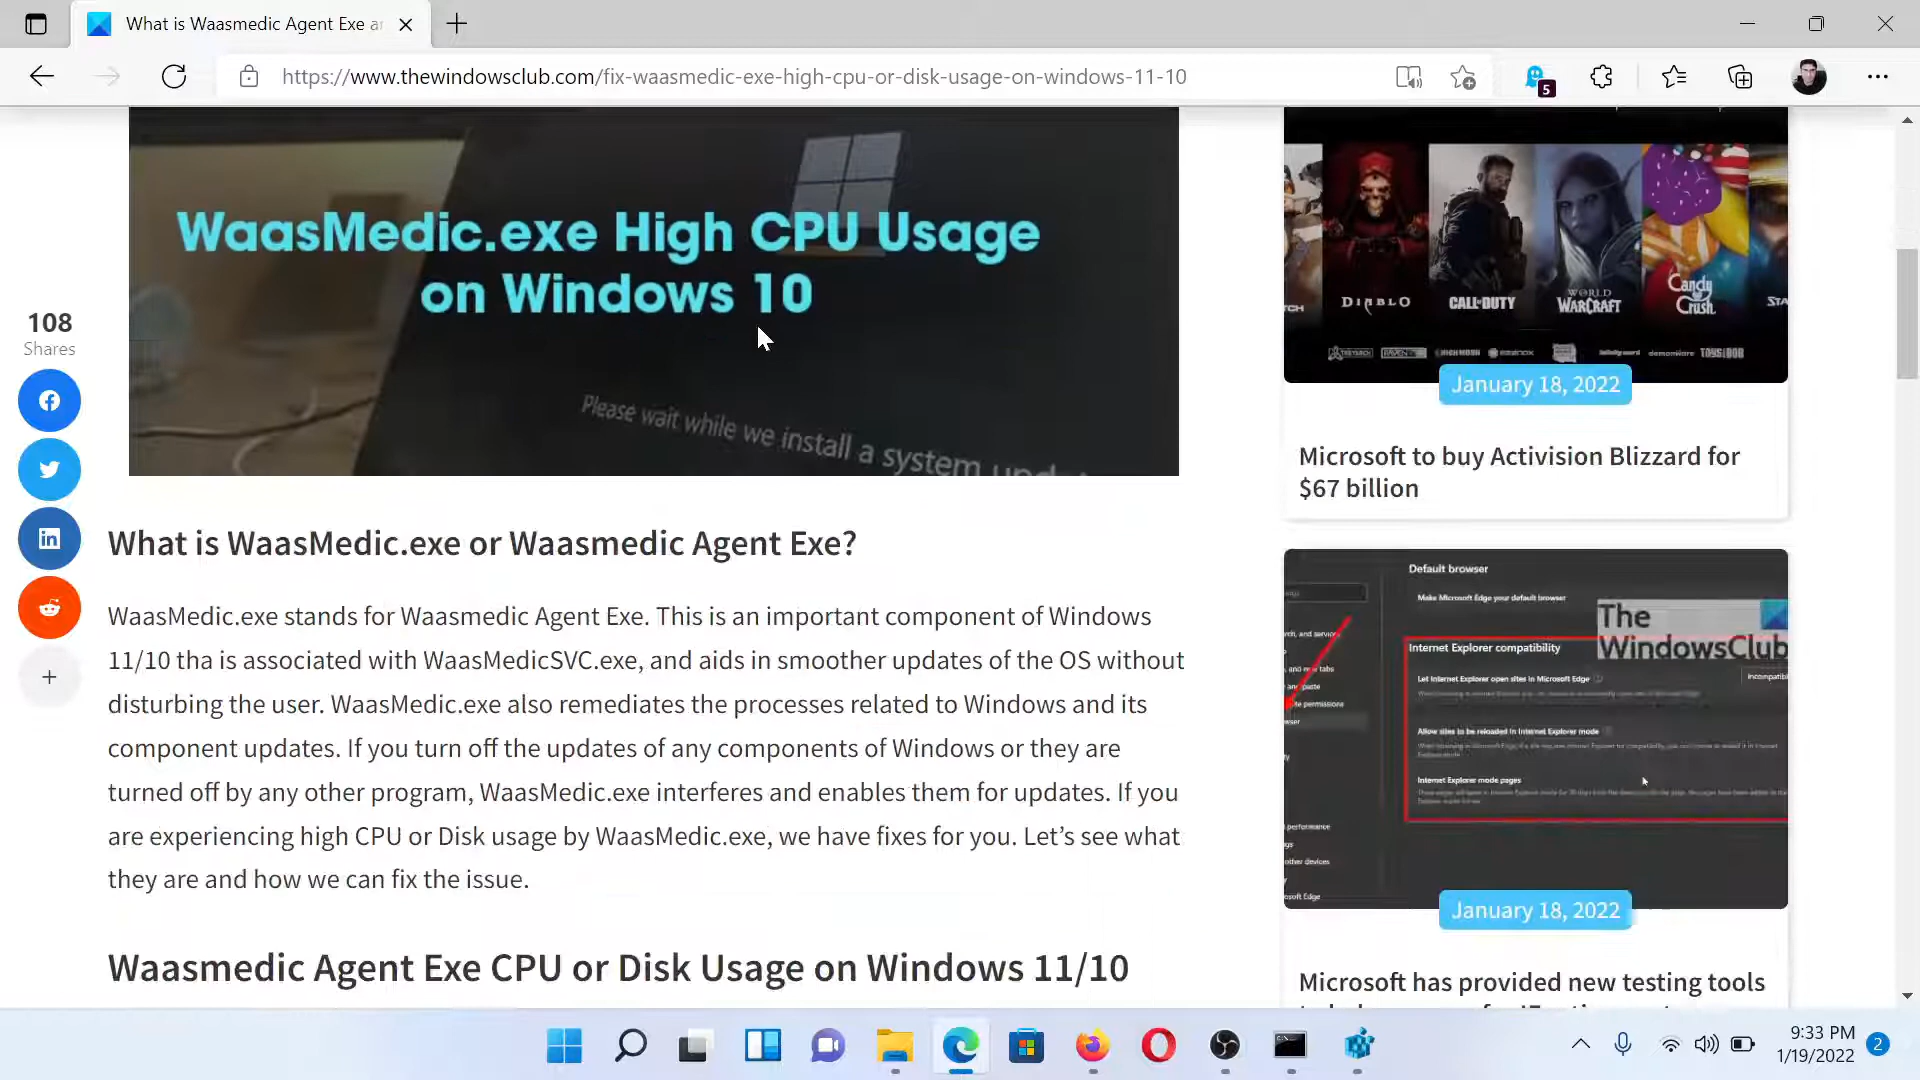 What is Waasmedic Agent Exe ar
https://www.thewindowsclub.com/fix-waasmedic-exe-high-cpu-or-disk-usage-on-windows-11-10
5
WaasMedic.exe High CPU Usage
on Windows 10
Please wait while we install a system
108
Shares
What is WaasMedic.exe or Waasmedic Agent Exe?
WaasMedic.exe stands for Waasmedic Agent Exe. This is an important component of Windows
11/10 tha is associated with WaasMedicSVC.exe, and aids in smoother updates of the OS without
disturbing the user. WaasMedic.exe also remediates the processes related to Windows and its
component updates. If you turn off the updates of any components of Windows or they are
turned off by any other program, WaasMedic.exe interferes and enables them for updates. If you
are experiencing high CPU or Disk usage by WaasMedic.exe, we have fixes for you. Let’s see what
they are and how we can fix the issue.
Waasmedic Agent Exe CPU or Disk Usage on Windows 11/10
DIABLO
CALL OF DUTY
WORLD
WARCRAFT
Candy
Crush
STA
TOYS BOB
January 18, 2022
Microsoft to buy Activision Blizzard for
$67 billion
Default browser
Make Microsoft Edge your default browser
The
WindowsClub
Internet Explorer compatibility
Let Internet Explorer open sites in Microsoft Edge
Allow sites to be reloaded in Internet Explorer mode
Internet Explorer mode pages
January 18, 2022
Microsoft has provided new testing tools
9:33 PM
1/19/2022
2